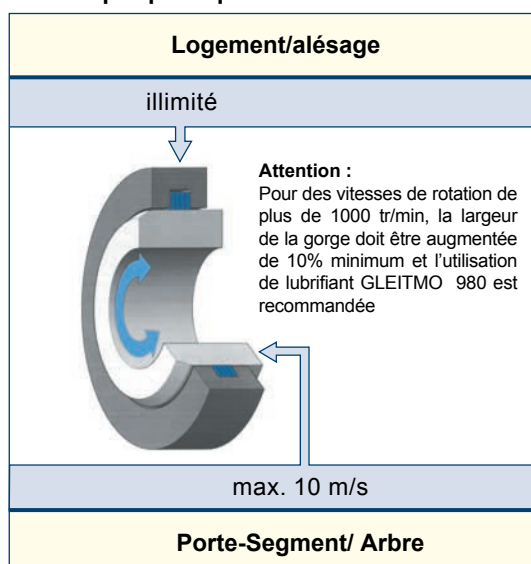 Logement/alésage
illimité
Attention :
Pour des vitesses de rotation de
plus de 1000 tr/min, la largeur
de la gorge doit être augmentée
de 10% minimum et l'utilisation
de lubrifiant GLEITMO 980 est
recommandée
max. 10 m/s
Porte-Segment/ Arbre